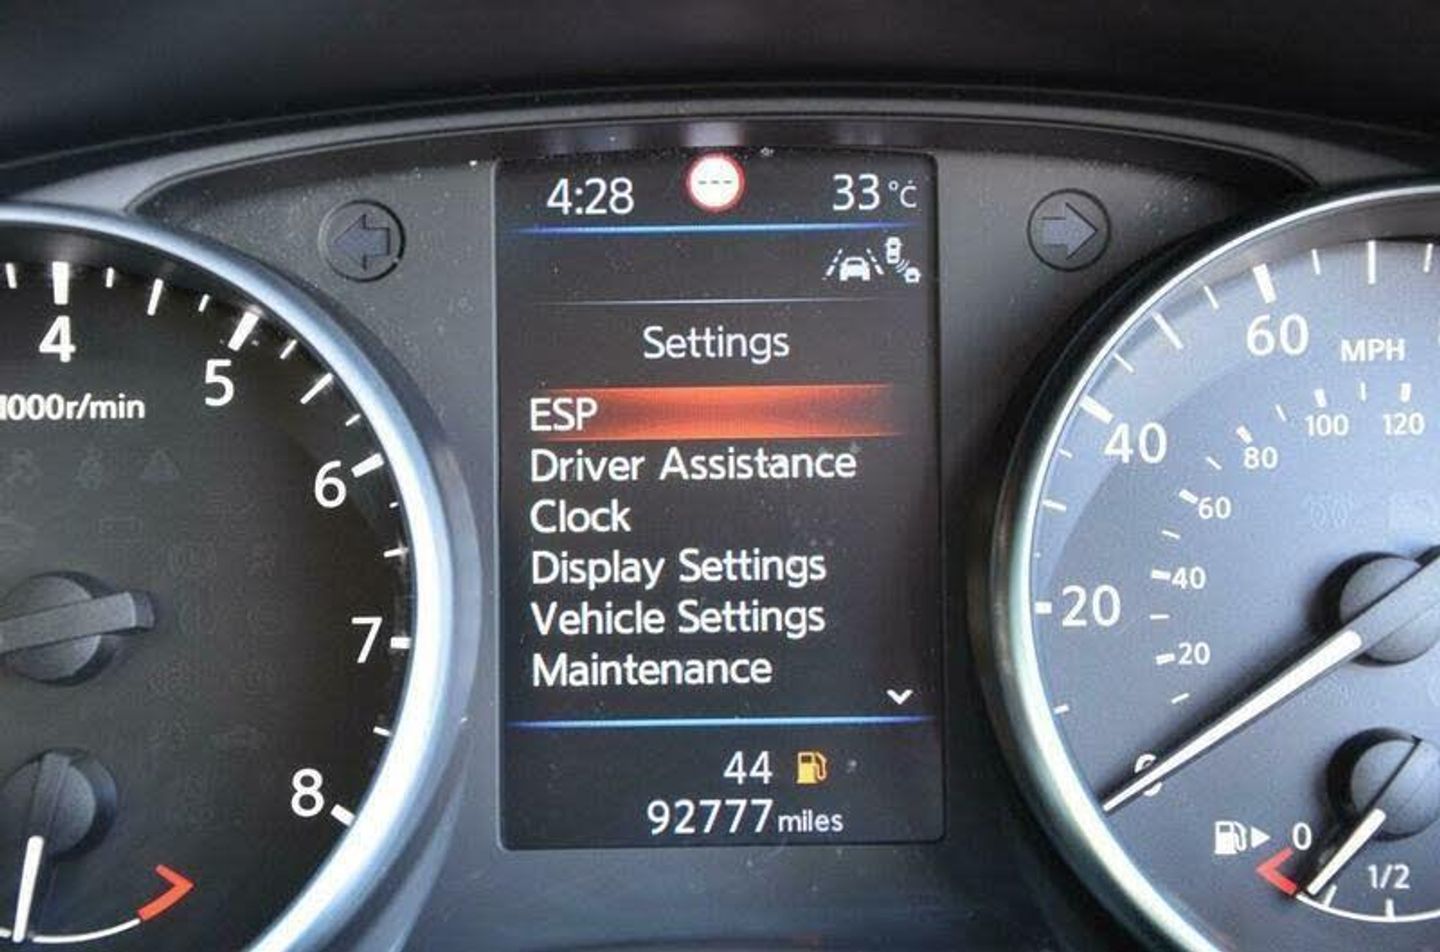 4:28 33 °C
Settings
ESP
Driver Assistance
Clock
Display Settings
Vehicle Settings
Maintenance
44
92777 miles
4
5
1000r/min
6
7
8
60
MPH
40
100 120
80
60
40
20
20
0
0
1/2